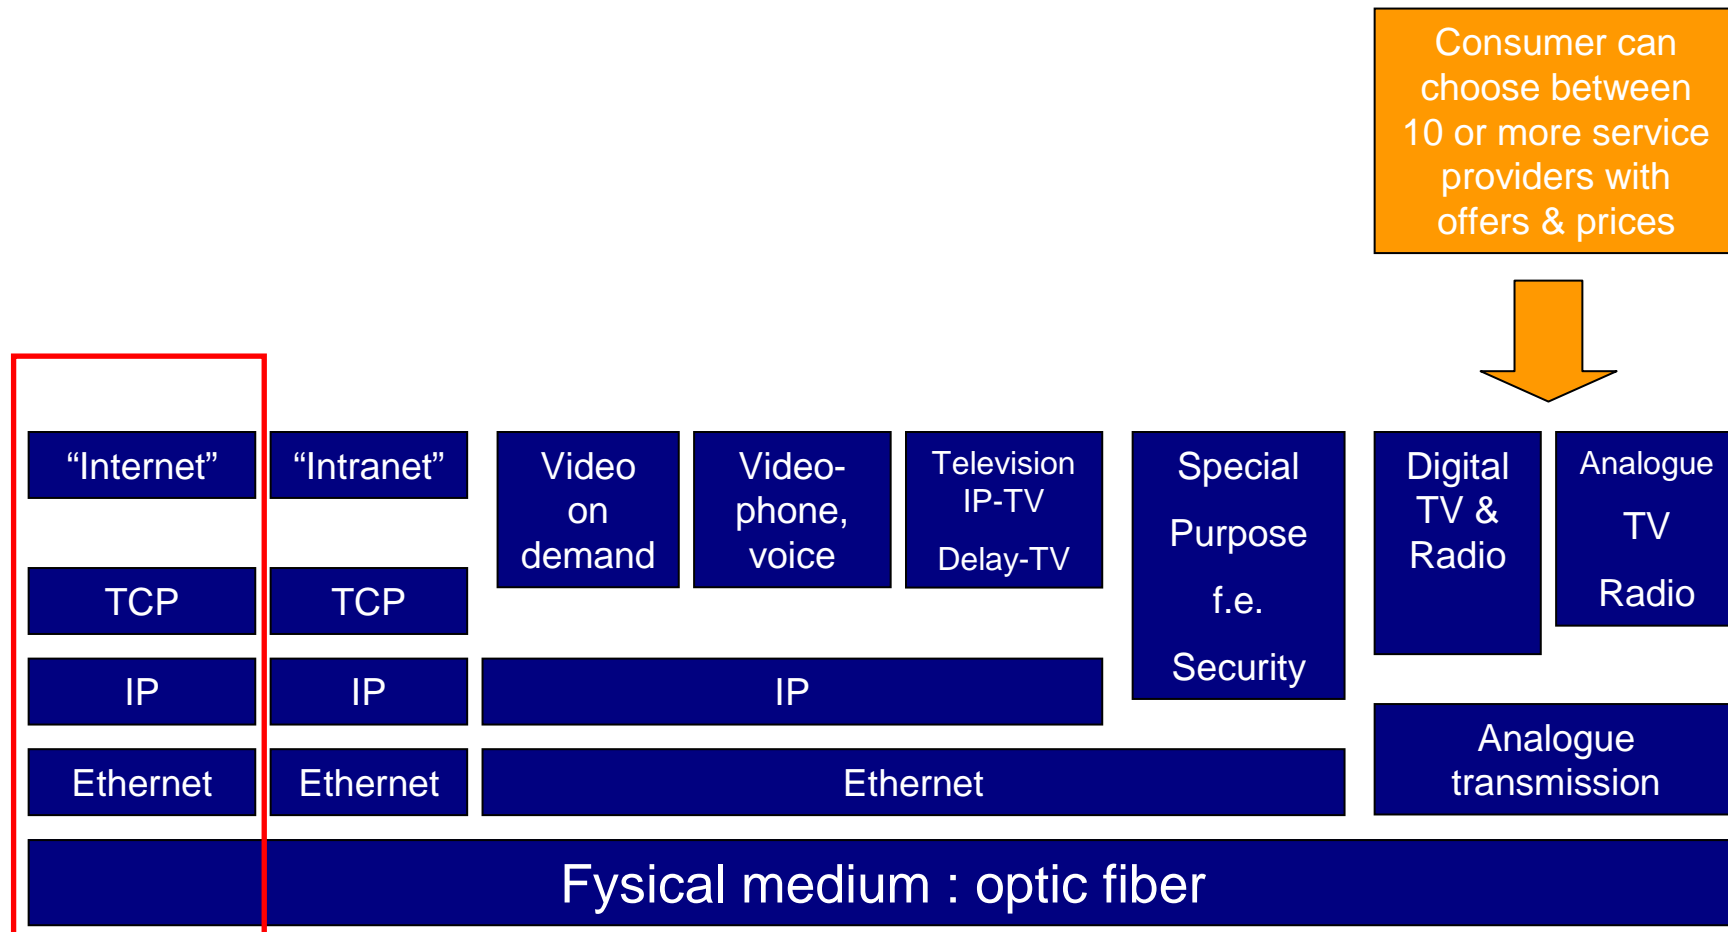 Consumer can
choose between
10 or more service
providers with
offers & prices
“Internet”
“Intranet”
Video
on
demand
Video-
phone,
voice
Television
IP-TV
Delay-TV
Special
Purpose
f.e.
Security
Digital
TV &
Radio
Analogue
TV
Radio
TCP
TCP
IP
IP
IP
Ethernet
Ethernet
Ethernet
Analogue
transmission
Fysical medium : optic fiber